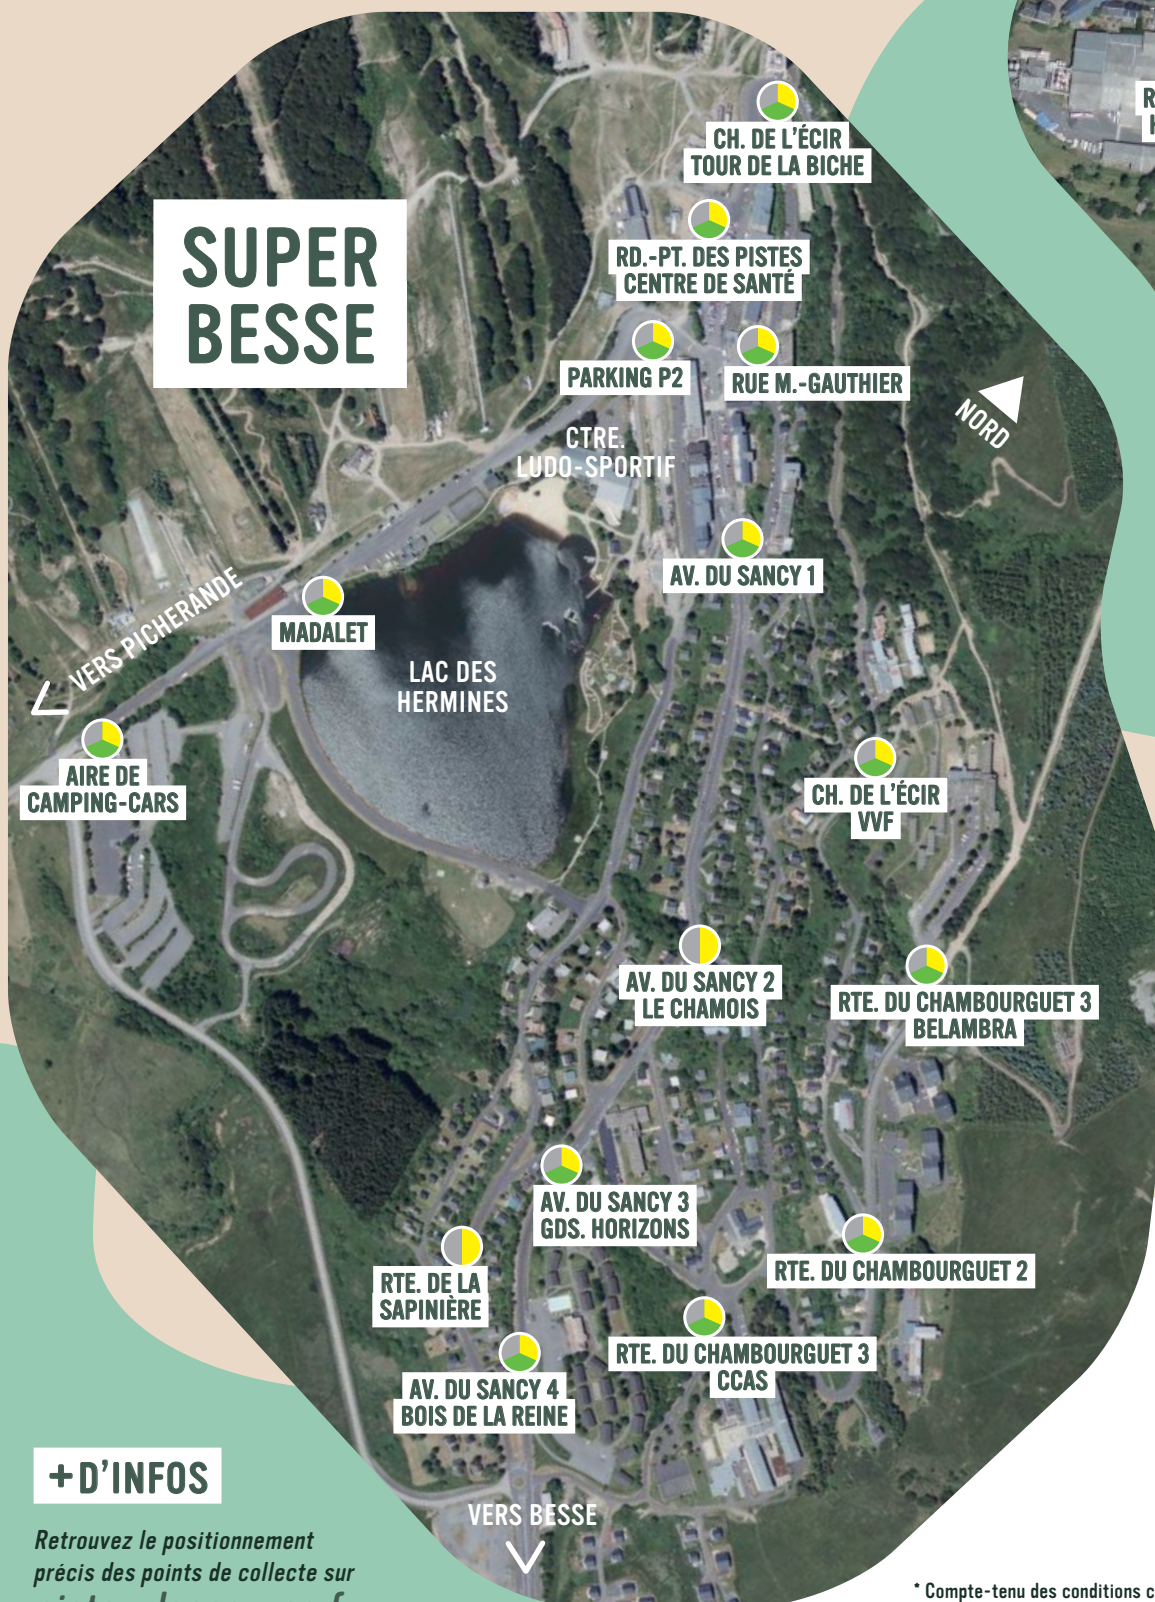 SUPER
BESSE
CH. DE L'ÉCIR
TOUR DE LA BICHE
RD.-PT. DES PISTES
CENTRE DE SANTÉ
PARKING P2
RUE M.-GAUTHIER
NORD
CTRE.
LUDO-SPORTIF
AV. DU SANCY 1
VERS PICHERANDE
MADALET
LAC DES
HERMINES
AIRE DE
CAMPING-CARS
CH. DE L'ÉCIR
VVF
AV. DU SANCY 2
LE CHAMOIS
RTE. DU CHAMBOURGUET 3
BELAMBRA
AV. DU SANCY 3
GDS. HORIZONS
RTE. DE LA
SAPINIÈRE
RTE. DU CHAMBOURGUET 2
RTE. DU CHAMBOURGUET 3
CCAS
AV. DU SANCY 4
BOIS DE LA REINE
VERS BESSE
+ D'INFOS
Retrouvez le positionnement
précis des points de collecte sur
* Compte-tenu des conditions